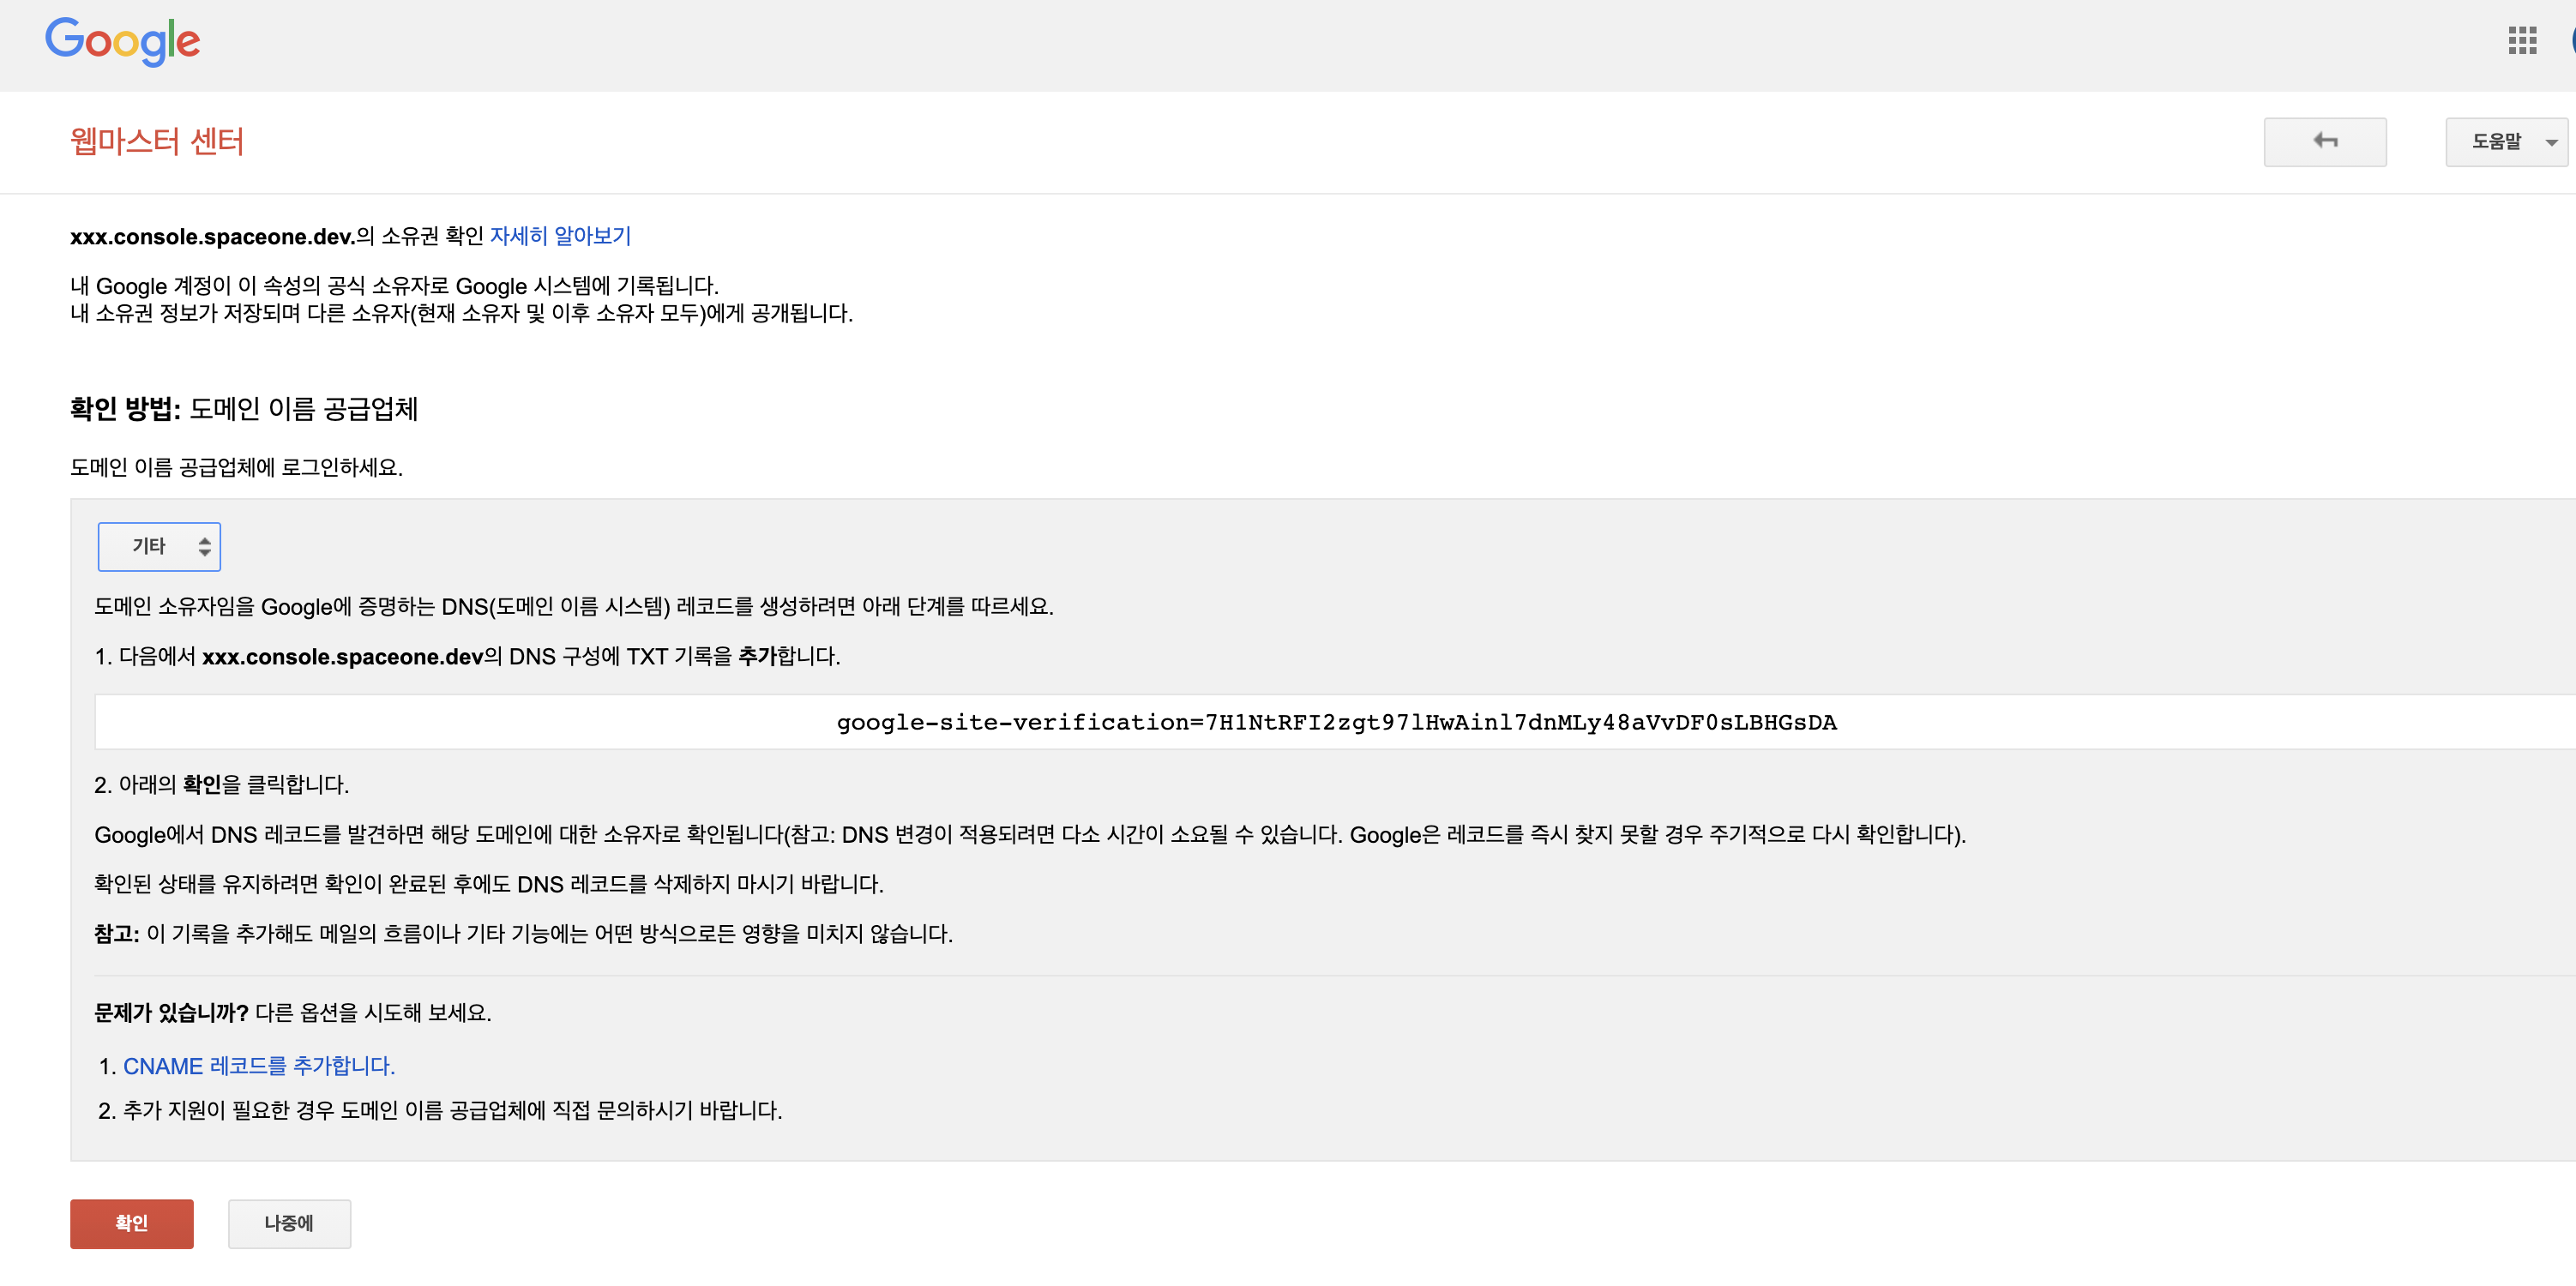 Google
웹마스터 센터
도움말
xxx.console.spaceone.dev.의 소유권 확인 자세히 알아보기
내 Google 계정이 이 속성의 공식 소유자로 Google 시스템에 기록됩니다.
내 소유권 정보가 저장되며 다른 소유자(현재 소유자 및 이후 소유자 모두)에게 공개됩니다.
확인 방법: 도메인 이름 공급업체
도메인 이름 공급업체에 로그인하세요.
기타
도메인 소유자임을 Google에 증명하는 DNS(도메인 이름 시스템) 레코드를 생성하려면 아래 단계를 따르세요.
1. 다음에서 xxx.console.spaceone.dev의 DNS 구성에 TXT 기록을 추가합니다.
google-site-verification=7H1NtRFI2zgt97lHwAinl7dnMLy48aVvDF0sLBHGsDA
2. 아래의 확인을 클릭합니다.
Google에서 DNS 레코드를 발견하면 해당 도메인에 대한 소유자로 확인됩니다(참고: DNS 변경이 적용되려면 다소 시간이 소요될 수 있습니다. Google은 레코드를 즉시 찾지 못할 경우 주기적으로 다시 확인합니다).
확인된 상태를 유지하려면 확인이 완료된 후에도 DNS 레코드를 삭제하지 마시기 바랍니다.
참고: 이 기록을 추가해도 메일의 흐름이나 기타 기능에는 어떤 방식으로든 영향을 미치지 않습니다.
문제가 있습니까? 다른 옵션을 시도해 보세요.
1. CNAME 레코드를 추가합니다.
2. 추가 지원이 필요한 경우 도메인 이름 공급업체에 직접 문의하시기 바랍니다.
확인
나중에